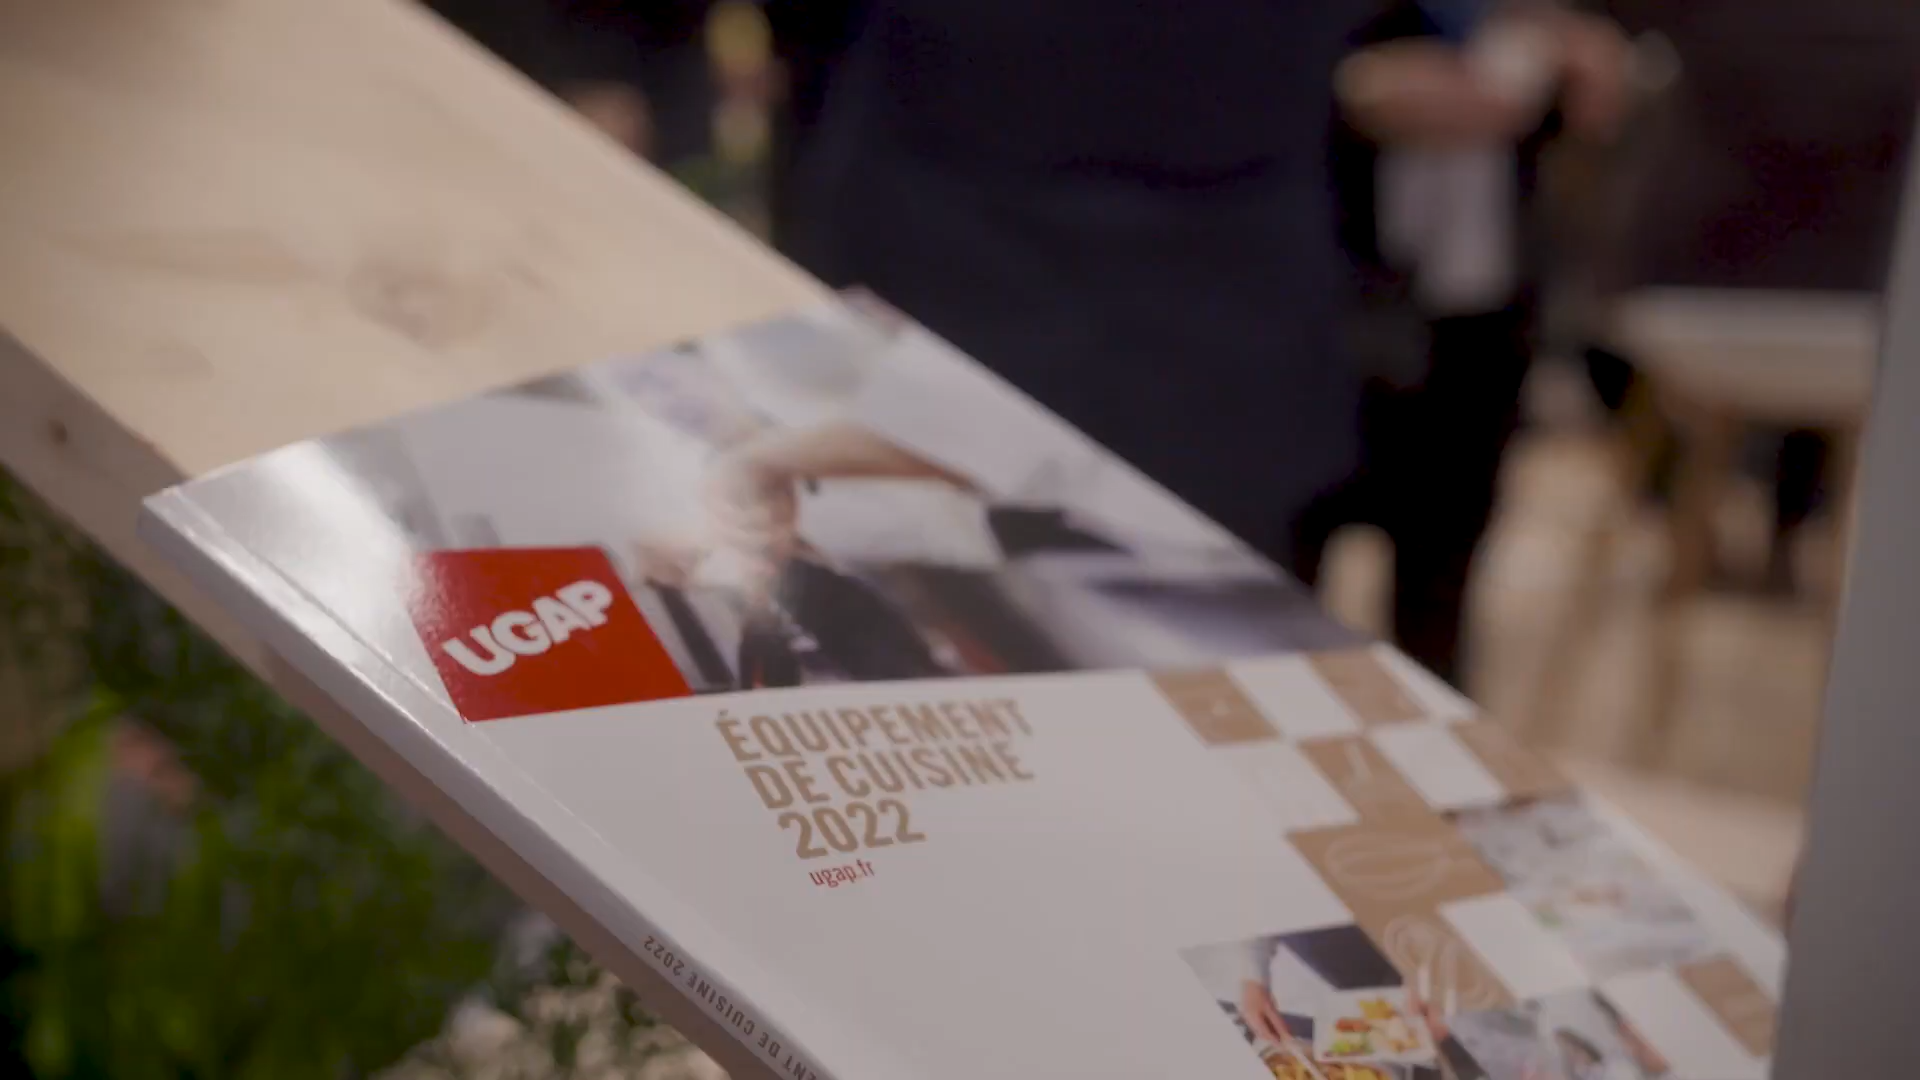 UGAP
ÉQUIPEMENT
DE CUISINE
2022
ugap.fr
ENT DE CUISINE 2022